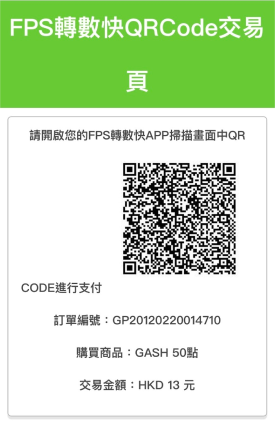 FPS轉數快QRCode交易
頁
請開啟您的FPS轉數快APP掃描畫面中QR
CODE進行支付
訂單編號：GP20120220014710
購買商品：GASH 50點
交易金額：HKD 13 元